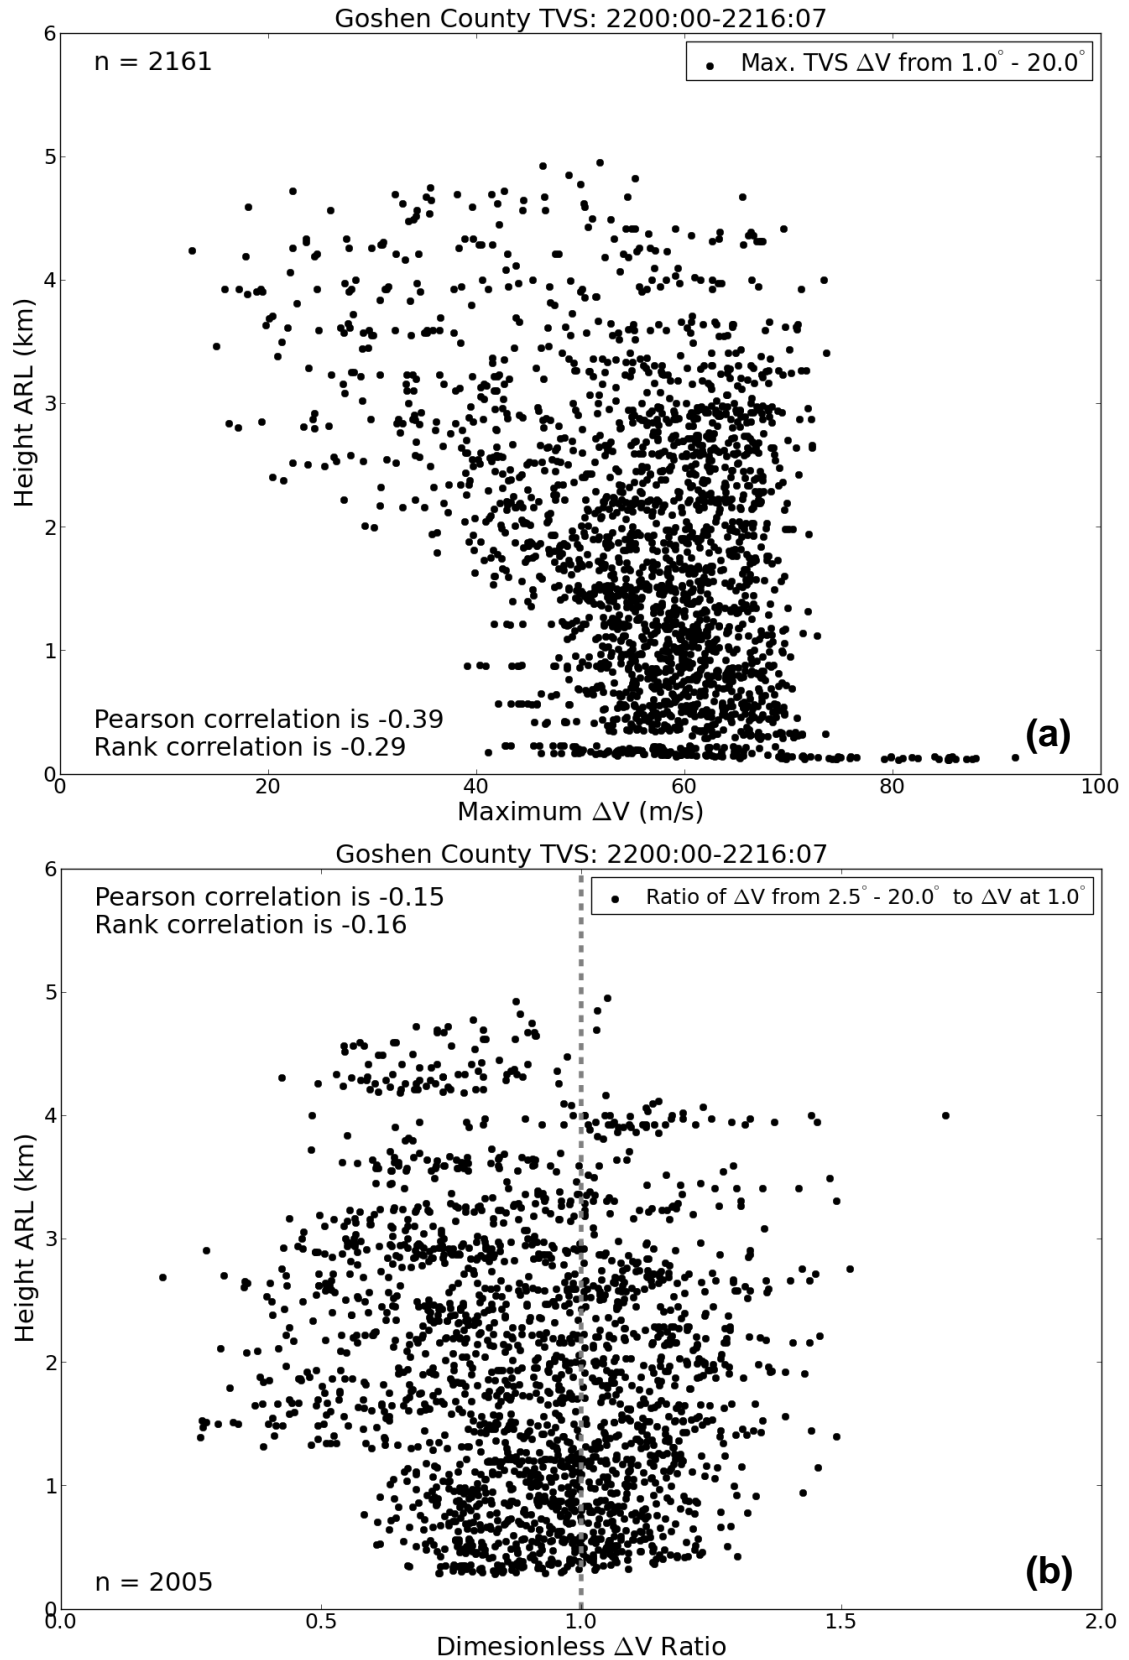 Goshen County TVS: 2200:00-2216:07
n = 2161
Max. TVS ΔV from 1.0° - 20.0°
6
5
4
3
2
1
0
Height ARL (km)
Pearson correlation is -0.39
Rank correlation is -0.29
(a)
0 20 40 60 80 100
Maximum ΔV (m/s)
Goshen County TVS: 2200:00-2216:07
Pearson correlation is -0.15
Rank correlation is -0.16
Ratio of ΔV from 2.5° - 20.0° to ΔV at 1.0°
6
5
4
3
2
1
0
Height ARL (km)
n = 2005
(b)
0.0 0.5 1.0 1.5 2.0
Dimesionless ΔV Ratio